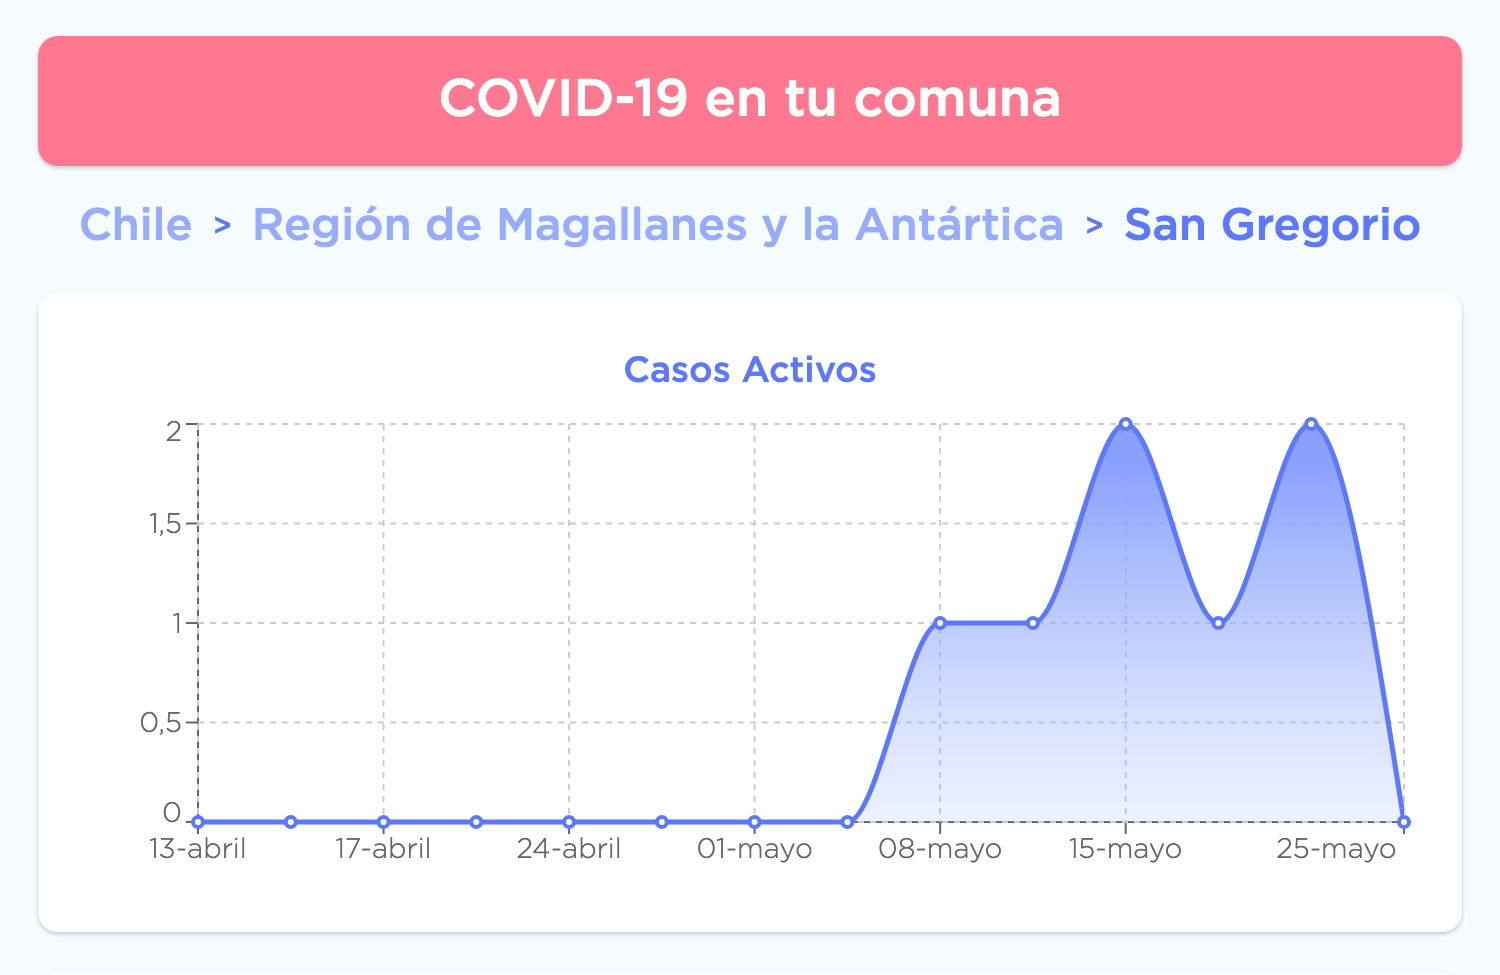 COVID-19 en tu comuna
Chile > Región de Magallanes y la Antártica > San Gregorio
Casos Activos
2
1,5
1
0,5
0
13-abril 17-abril 24-abril 01-mayo 08-mayo 15-mayo 25-mayo